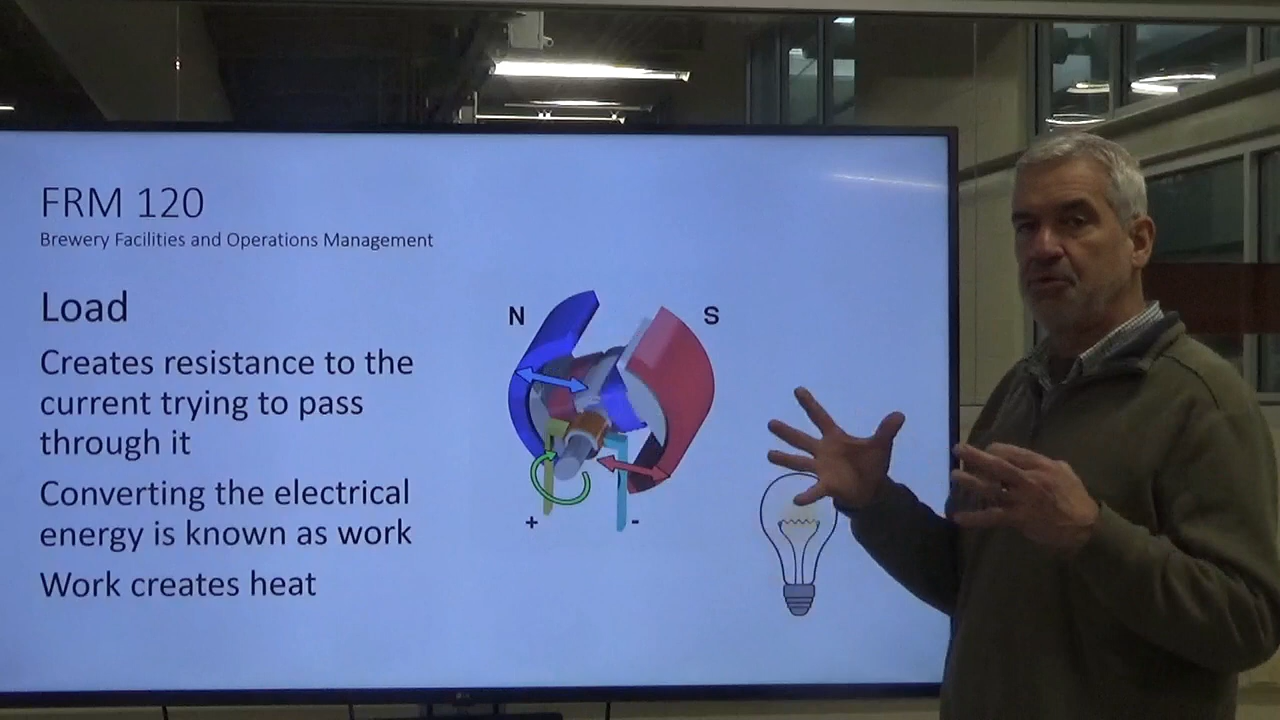 FRM 120
Brewery Facilities and Operations Management
Load
Creates resistance to the
current trying to pass
through it
Converting the electrical
energy is known as work
Work creates heat
N
S
+
-
LG